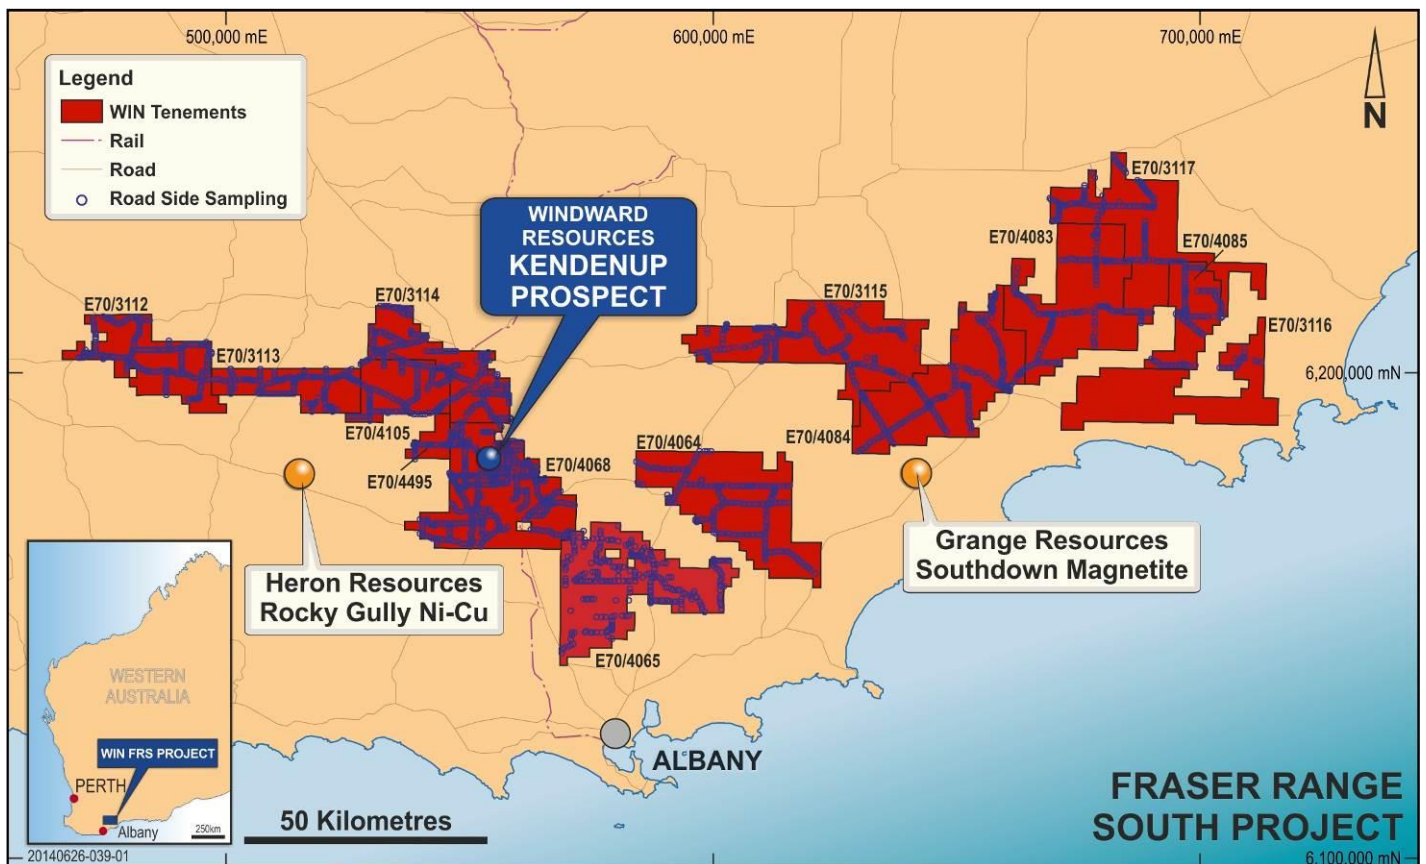 500,000 mE
600,000 mE
700,000 mE
Legend
WIN Tenements
Rail
Road
Road Side Sampling
N
WINDWARD
RESOURCES
KENDENUP
PROSPECT
E70/3117
E70/4083
E70/4085
E70/3112
E70/3114
E70/3115
E70/3116
E70/3113
6,200,000 mN
E70/4105
E70/4084
E70/4064
E70/4495
E70/4068
Heron Resources
Rocky Gully Ni-Cu
Grange Resources
Southdown Magnetite
E70/4065
ALBANY
WESTERN
AUSTRALIA
WIN FRS PROJECT
PERTH
Albany
250km
50 Kilometres
FRASER RANGE
SOUTH PROJECT
20140626-039-01
6,100,000 mN